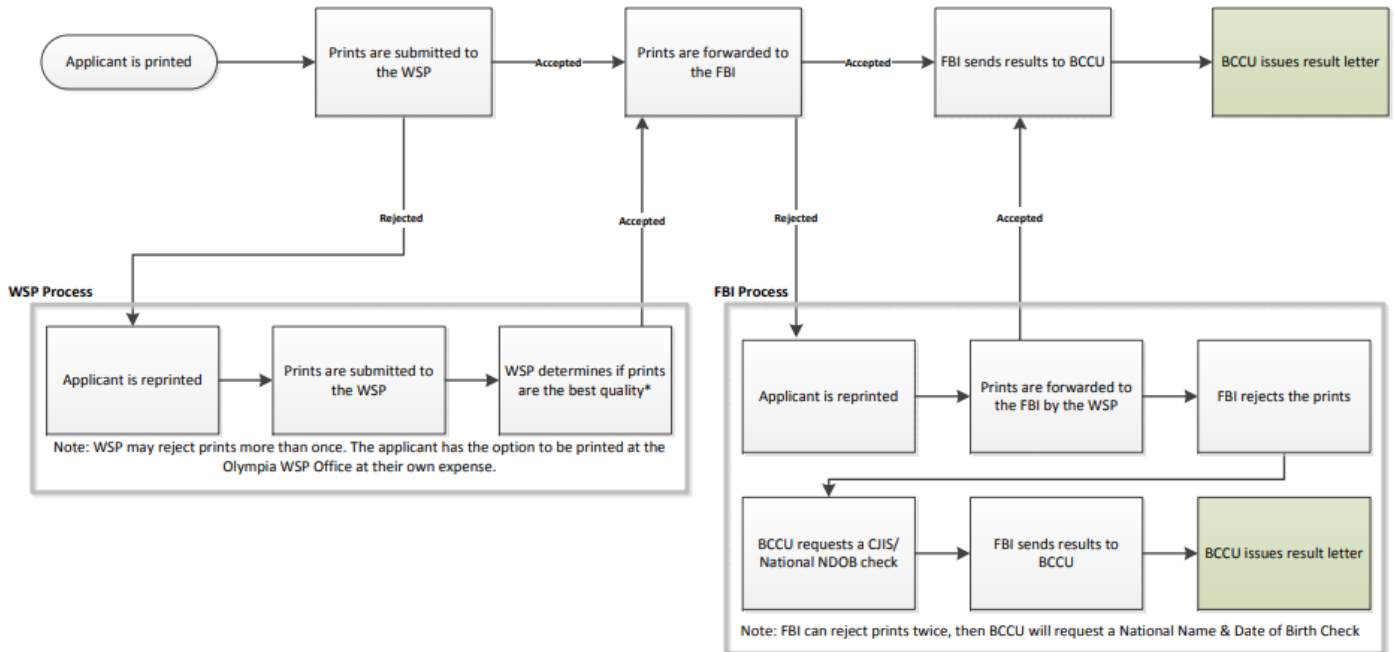 Applicant is printed
Prints are submitted to
the WSP
Accepted
Prints are forwarded to
the FBI
Accepted
FBI sends results to BCCU
BCCU issues result letter
Rejected
Accepted
Rejected
Accepted
WSP Process
Applicant is reprinted
Prints are submitted to
the WSP
WSP determines if prints
are the best quality*
Note: WSP may reject prints more than once. The applicant has the option to be printed at the
Olympia WSP Office at their own expense.
FBI Process
Applicant is reprinted
Prints are forwarded to
the FBI by the WSP
FBI rejects the prints
BCCU requests a CJIS/
National NDOB check
FBI sends results to
BCCU
BCCU issues result letter
Note: FBI can reject prints twice, then BCCU will request a National Name & Date of Birth Check